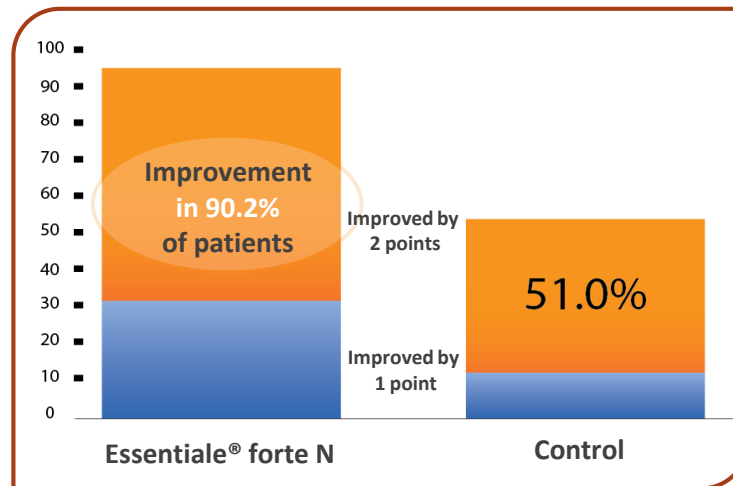 100
90
80
70
60
50
40
30
20
10
0
Improvement
in 90.2%
of patients
Improved by
2 points
Improved by
1 point
51.0%
Essentiale® forte N
Control